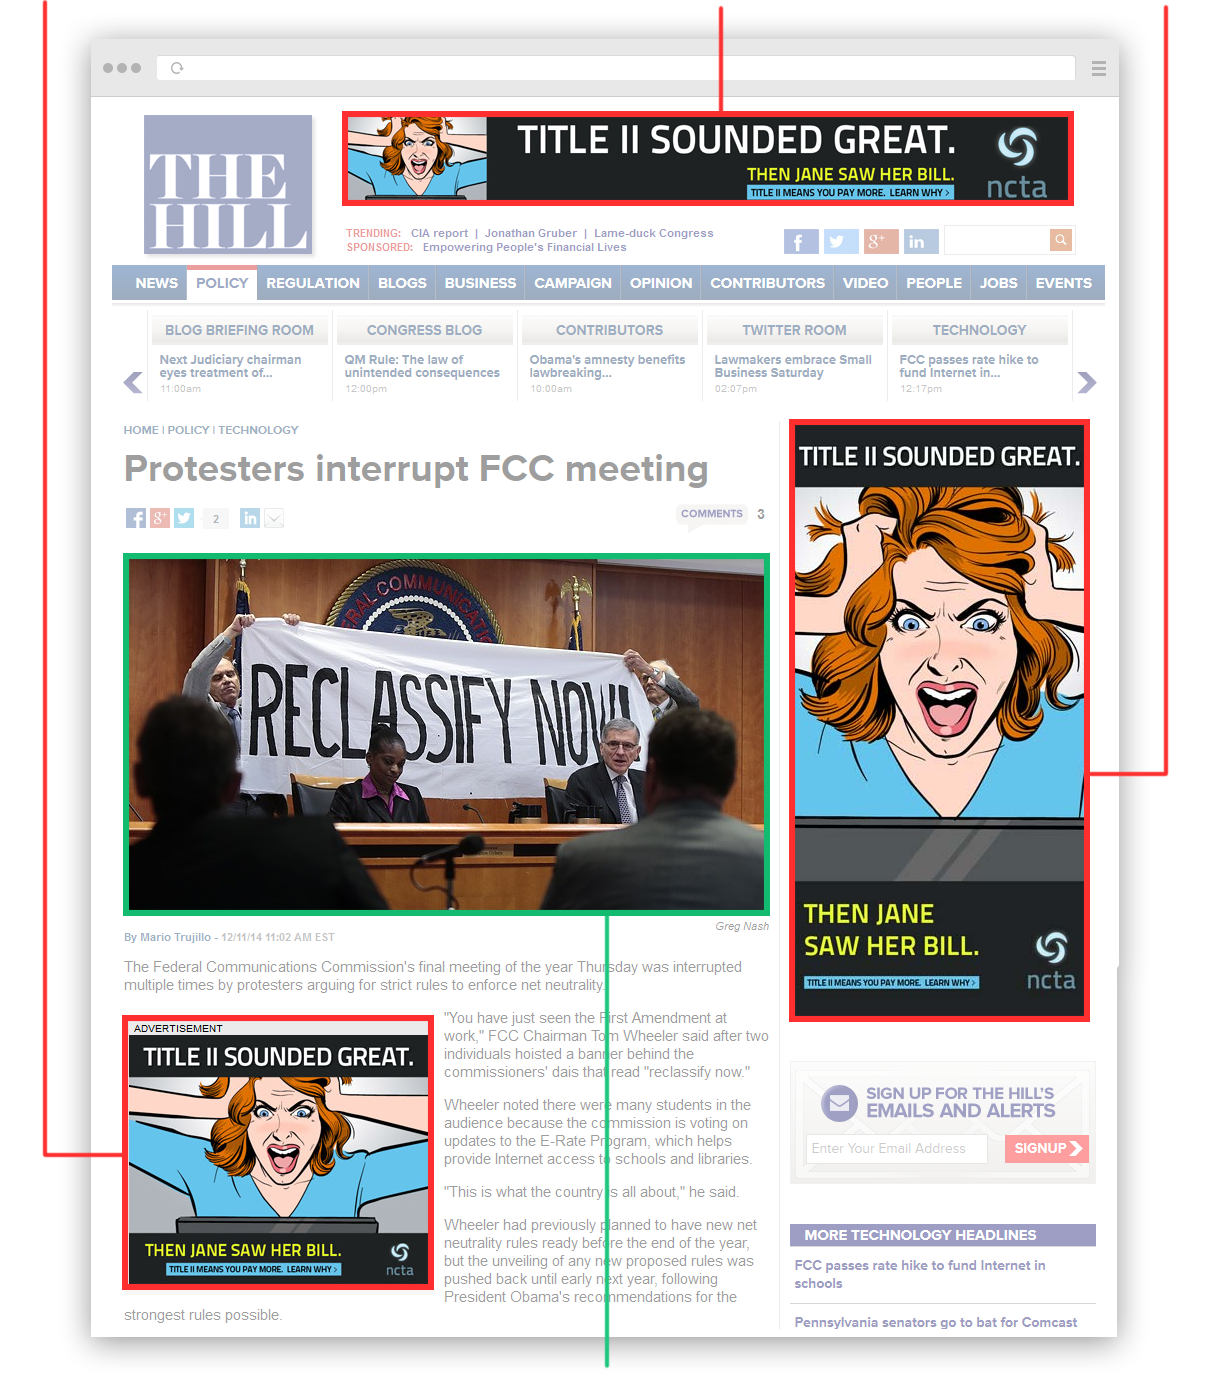 TITLE II SOUNDED GREAT.
THEN JANE SAW HER BILL.
TITLE II MEANS YOU PAY MORE. LEARN WHY >
ncta
THE
HILL
TRENDING: CIA report | Jonathan Gruber | Lame-duck Congress
SPONSORED: Empowering People's Financial Lives
f
g+
in
NEWS POLICY REGULATION BLOGS BUSINESS CAMPAIGN OPINION CONTRIBUTORS VIDEO PEOPLE JOBS EVENTS
BLOG BRIEFING ROOM
Next Judiciary chairman
eyes treatment of...
11:00am
CONGRESS BLOG
QM Rule: The law of
unintended consequences
12:00pm
CONTRIBUTORS
Obama's amnesty benefits
lawbreaking...
10:00am
TWITTER ROOM
Lawmakers embrace Small
Business Saturday
02:07pm
TECHNOLOGY
FCC passes rate hike to
fund Internet in...
12:17pm
HOME | POLICY | TECHNOLOGY
Protesters interrupt FCC meeting
f g+ 2 in
COMMENTS 3
RAL COMMUNICATION
RECLASSIFY NOW!
Greg Nash
By Mario Trujillo - 12/11/14 11:02 AM EST
The Federal Communications Commission's final meeting of the year Thursday was interrupted
multiple times by protesters arguing for strict rules to enforce net neutrality.
ADVERTISEMENT
TITLE II SOUNDED GREAT.
THEN JANE SAW HER BILL.
TITLE II MEANS YOU PAY MORE. LEARN WHY >
ncta
"You have just seen the First Amendment at
work," FCC Chairman Tom Wheeler said after two
individuals hoisted a banner behind the
commissioners' dais that read "reclassify now."
Wheeler noted there were many students in the
audience because the commission is voting on
updates to the E-Rate Program, which helps
provide Internet access to schools and libraries.
"This is what the country is all about," he said.
Wheeler had previously planned to have new net
neutrality rules ready before the end of the year,
but the unveiling of any new proposed rules was
pushed back until early next year, following
President Obama's recommendations for the
strongest rules possible.
TITLE II SOUNDED GREAT.
THEN JANE
SAW HER BILL.
TITLE II MEANS YOU PAY MORE. LEARN WHY >
ncta
SIGN UP FOR THE HILL'S
EMAILS AND ALERTS
Enter Your Email Address
SIGNUP
MORE TECHNOLOGY HEADLINES
FCC passes rate hike to fund Internet in
schools
Pennsylvania senators go to bat for Comcast